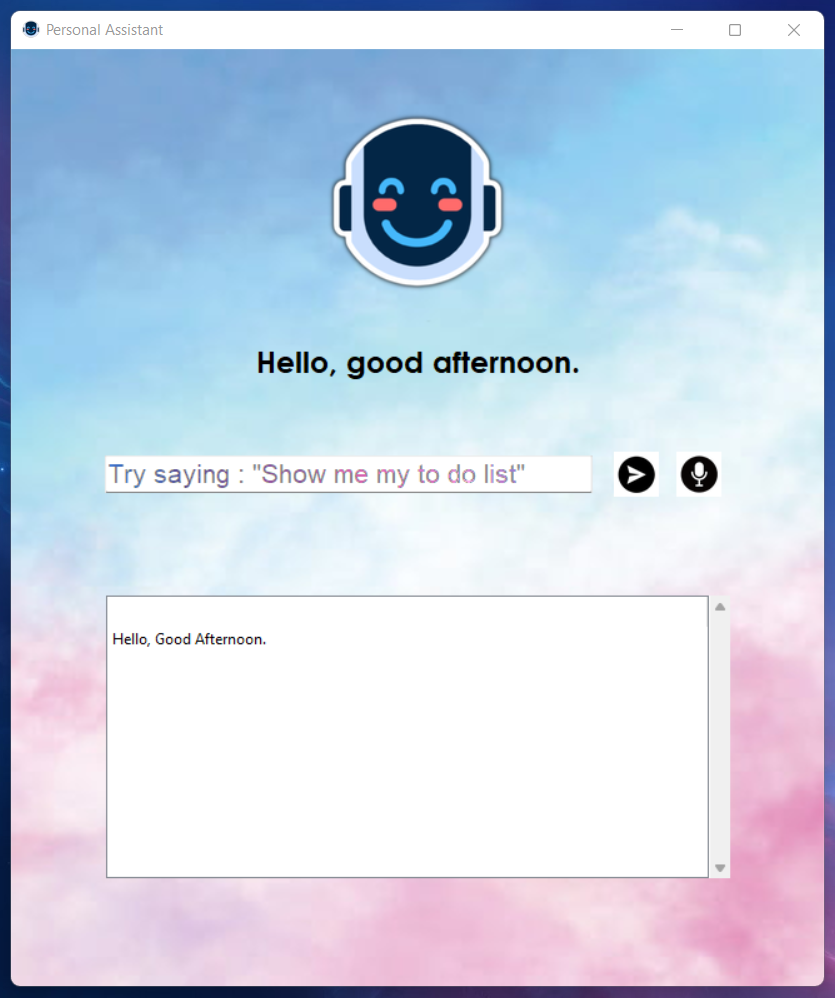 Personal Assistant
Hello, good afternoon.
Try saying : "Show me my to do list"
Hello, Good Afternoon.